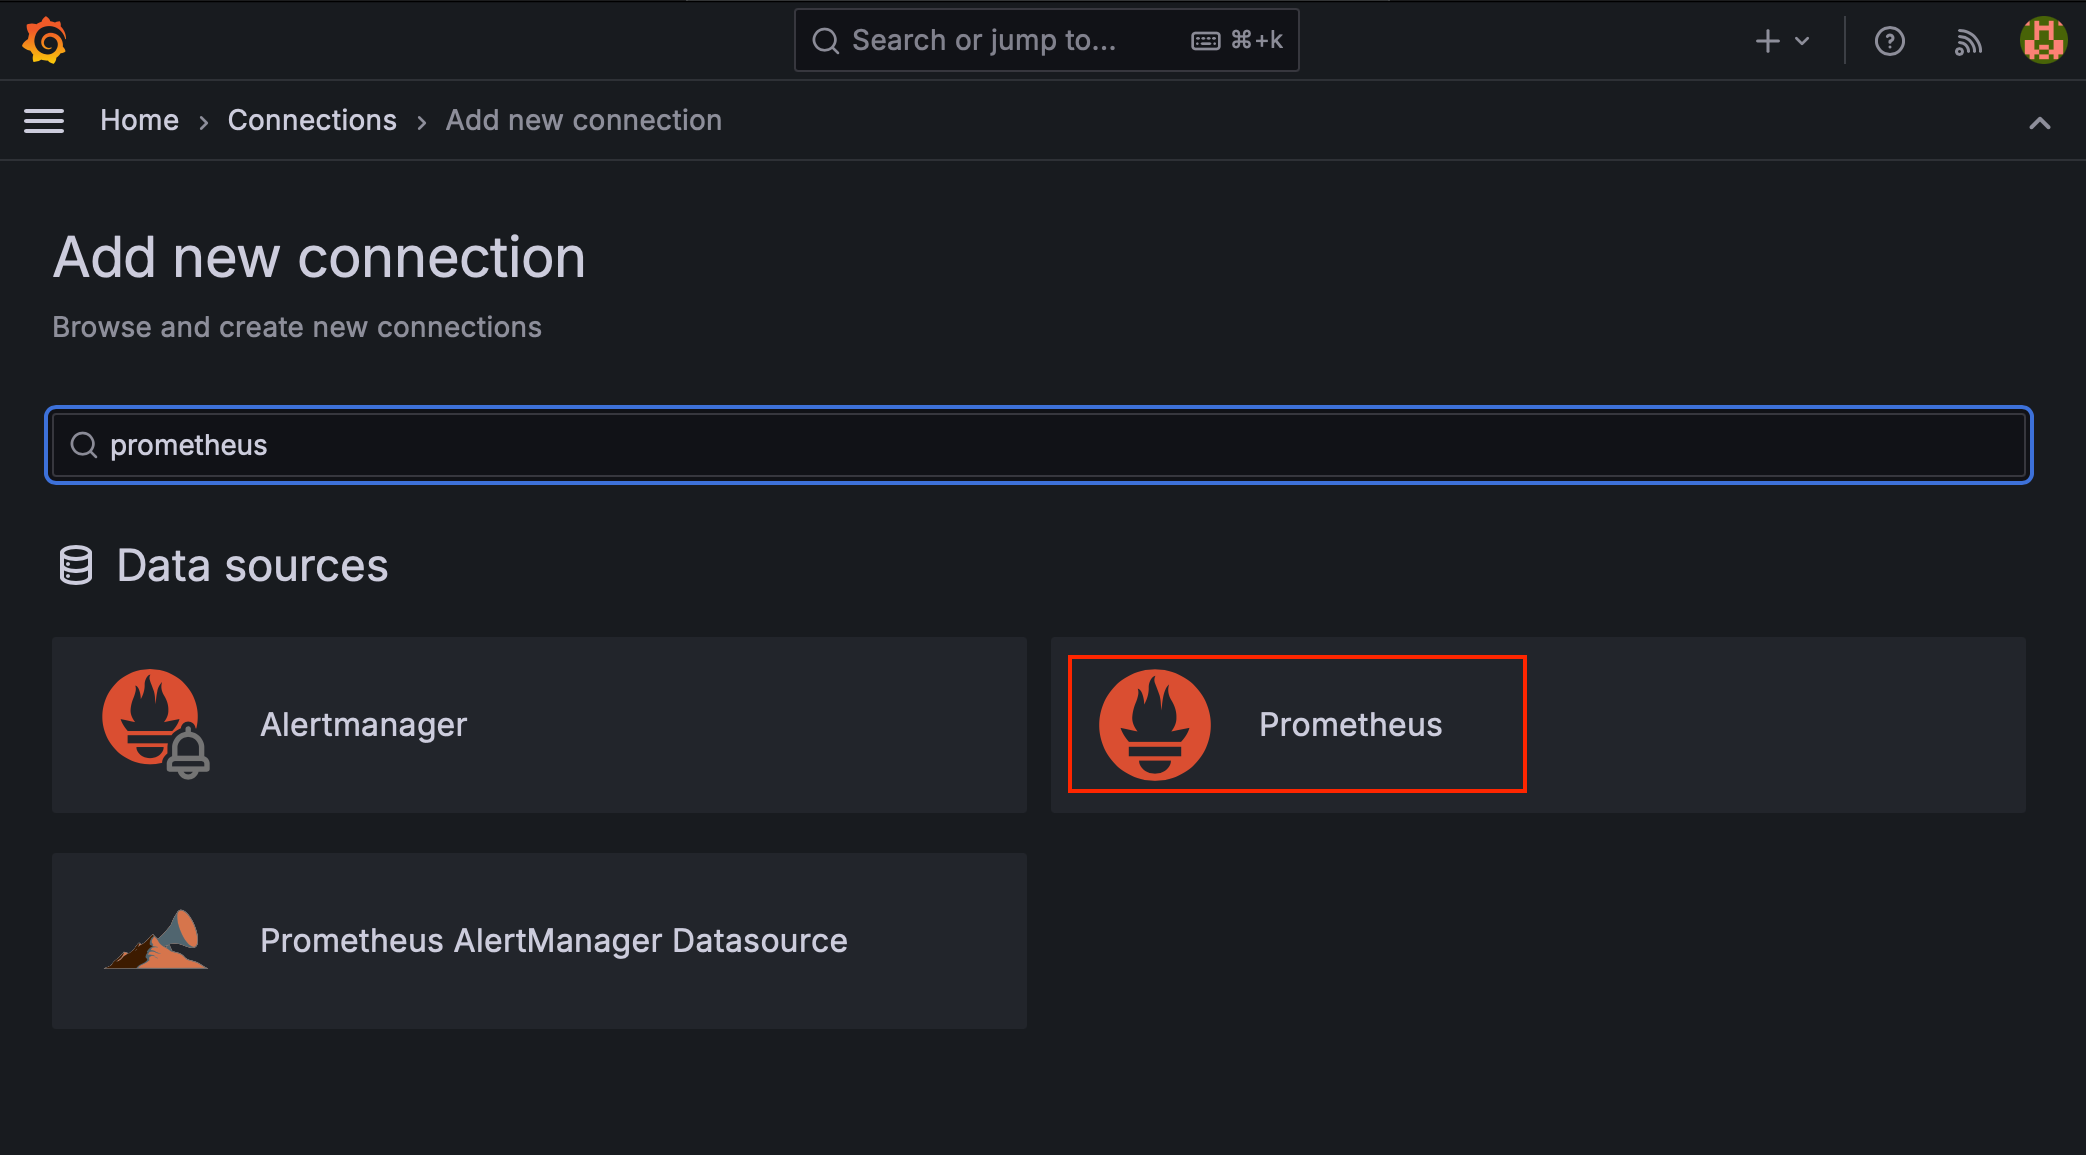 Search or jump to... ⌘+k
Home › Connections › Add new connection
Add new connection
Browse and create new connections
prometheus
Data sources
Alertmanager
Prometheus
Prometheus AlertManager Datasource